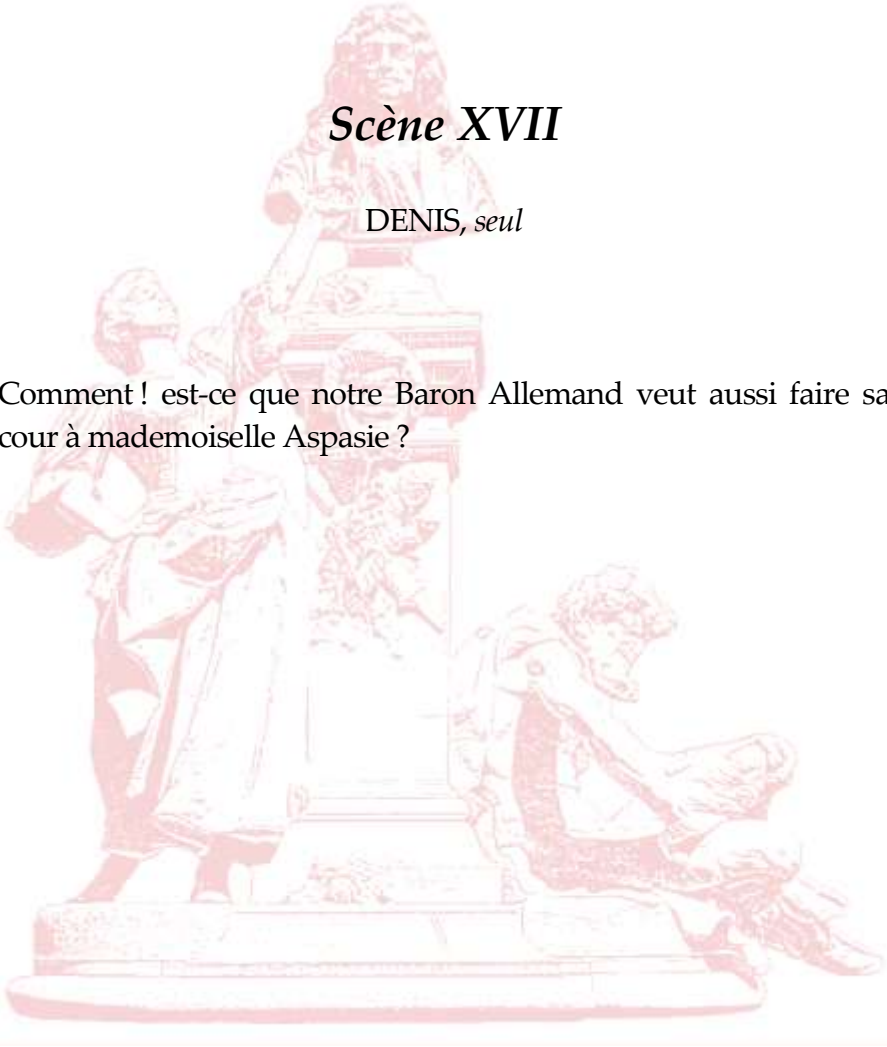 Scène XVII
DENIS, seul
Comment ! est-ce que notre Baron Allemand veut aussi faire sa
cour à mademoiselle Aspasie ?